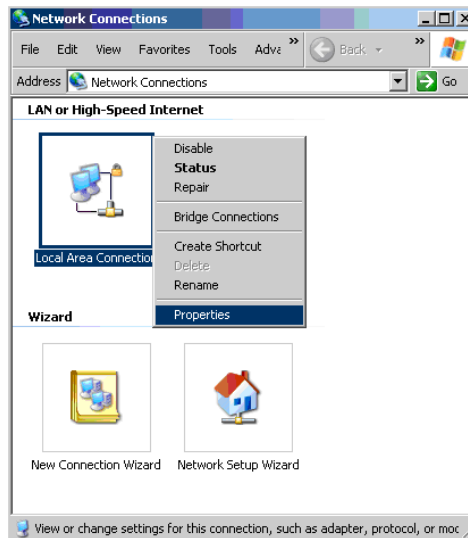 Network Connections
File Edit View Favorites Tools Adva » Back »
Address Network Connections Go
LAN or High-Speed Internet
Disable
Status
Repair
Bridge Connections
Create Shortcut
Local Area Connection
Delete
Rename
Properties
Wizard
New Connection Wizard Network Setup Wizard
View or change settings for this connection, such as adapter, protocol, or moc